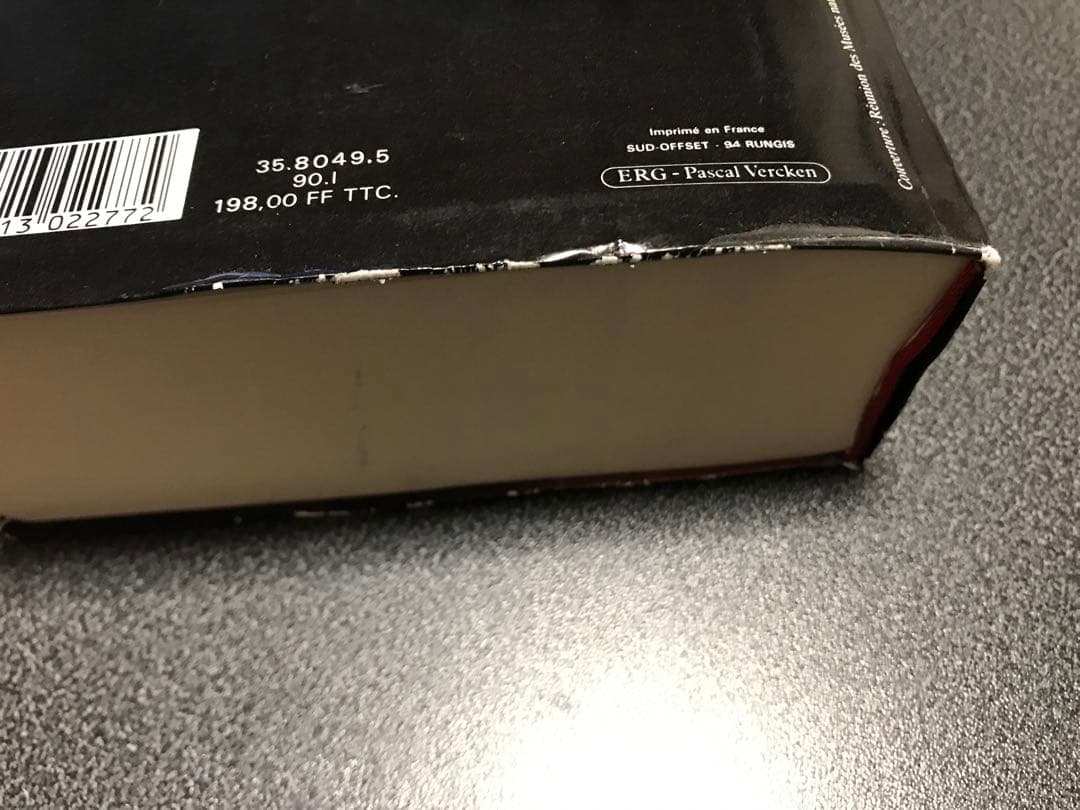 35.8049.5
90.I
198,00 FF TTC.
13 022772
Imprimé en France
SUD-OFFSET - 94 RUNGIS
ERG - Pascal Vercken
Couverture : Réunion des Musées